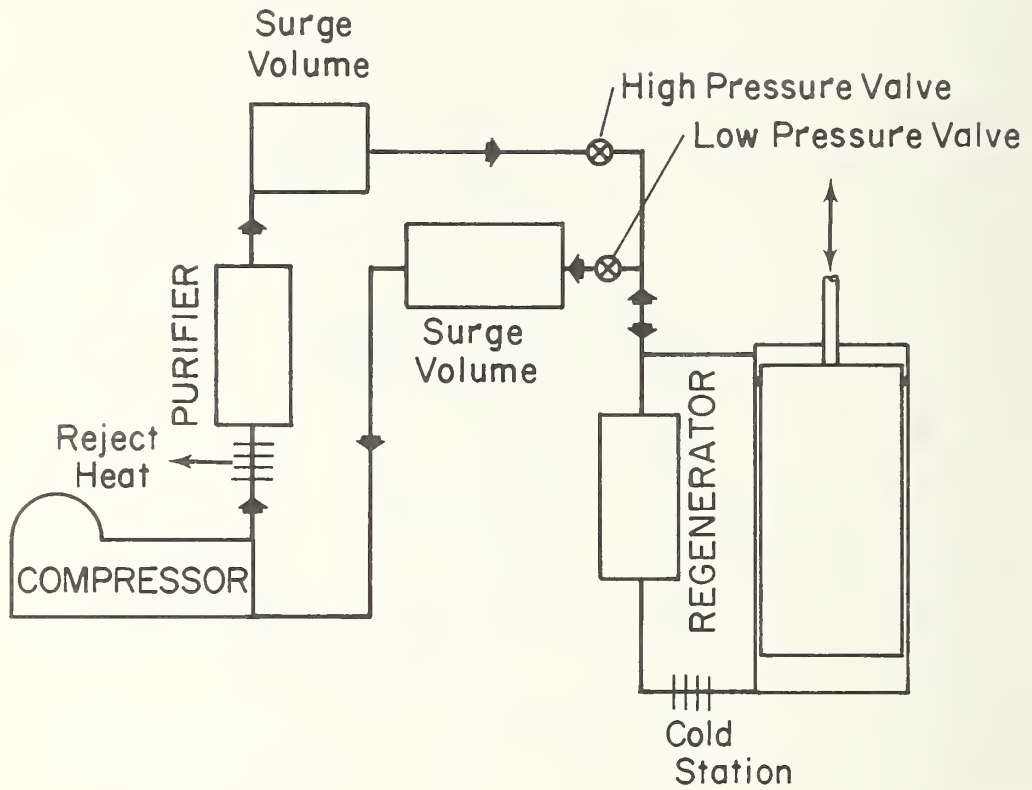 Surge
Volume
High Pressure Valve
Low Pressure Valve
PURIFIER
Surge
Volume
REGENERATOR
Reject
Heat
COMPRESSOR
Cold
Station